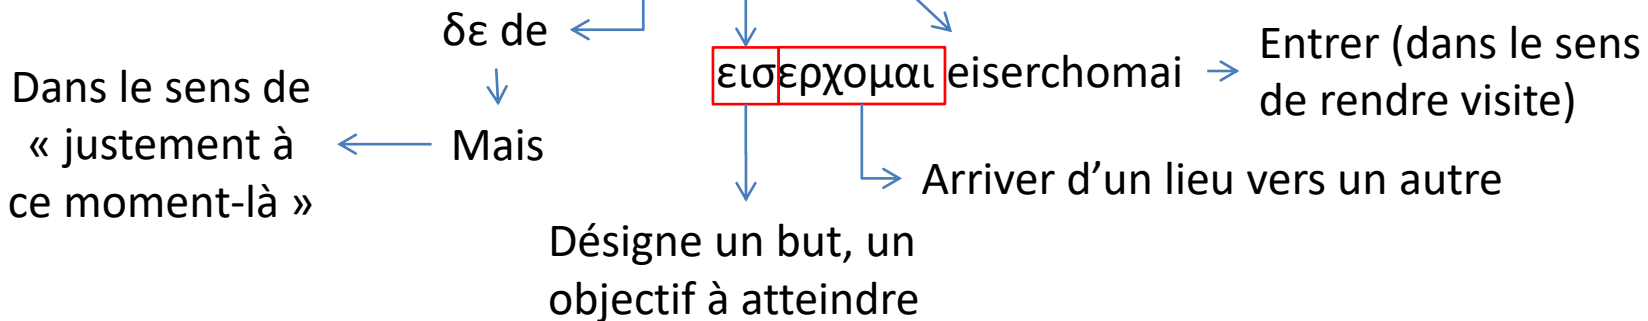 δε de
εισερχομαι eiserchomai
Entrer (dans le sens
de rendre visite)
Dans le sens de
« justement à
ce moment-là »
Mais
Arriver d’un lieu vers un autre
Désigne un but, un
objectif à atteindre